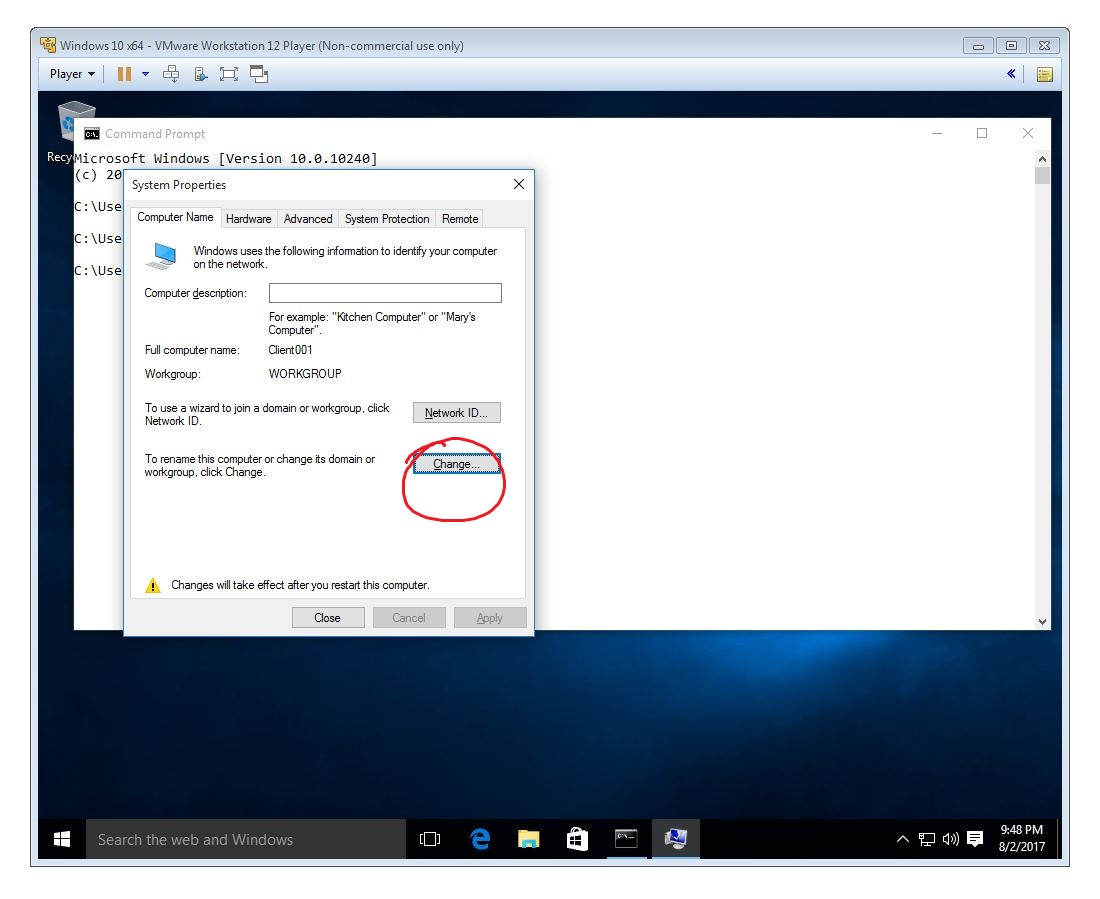 Windows 10 x64 - VMware Workstation 12 Player (Non-commercial use only)
Player
Command Prompt
Recy
Microsoft Windows [Version 10.0.10240]
(c) 20
System Properties
C:\Use
C:\Use
C:\Use
Computer Name
Hardware
Advanced
System Protection
Remote
Windows uses the following information to identify your computer
on the network.
Computer description:
For example: "Kitchen Computer" or "Mary's
Computer".
Full computer name:
Client001
Workgroup:
WORKGROUP
To use a wizard to join a domain or workgroup, click
Network ID.
Network ID...
To rename this computer or change its domain or
workgroup, click Change.
Change...
Changes will take effect after you restart this computer.
Close
Cancel
Apply
Search the web and Windows
9:48 PM
8/2/2017